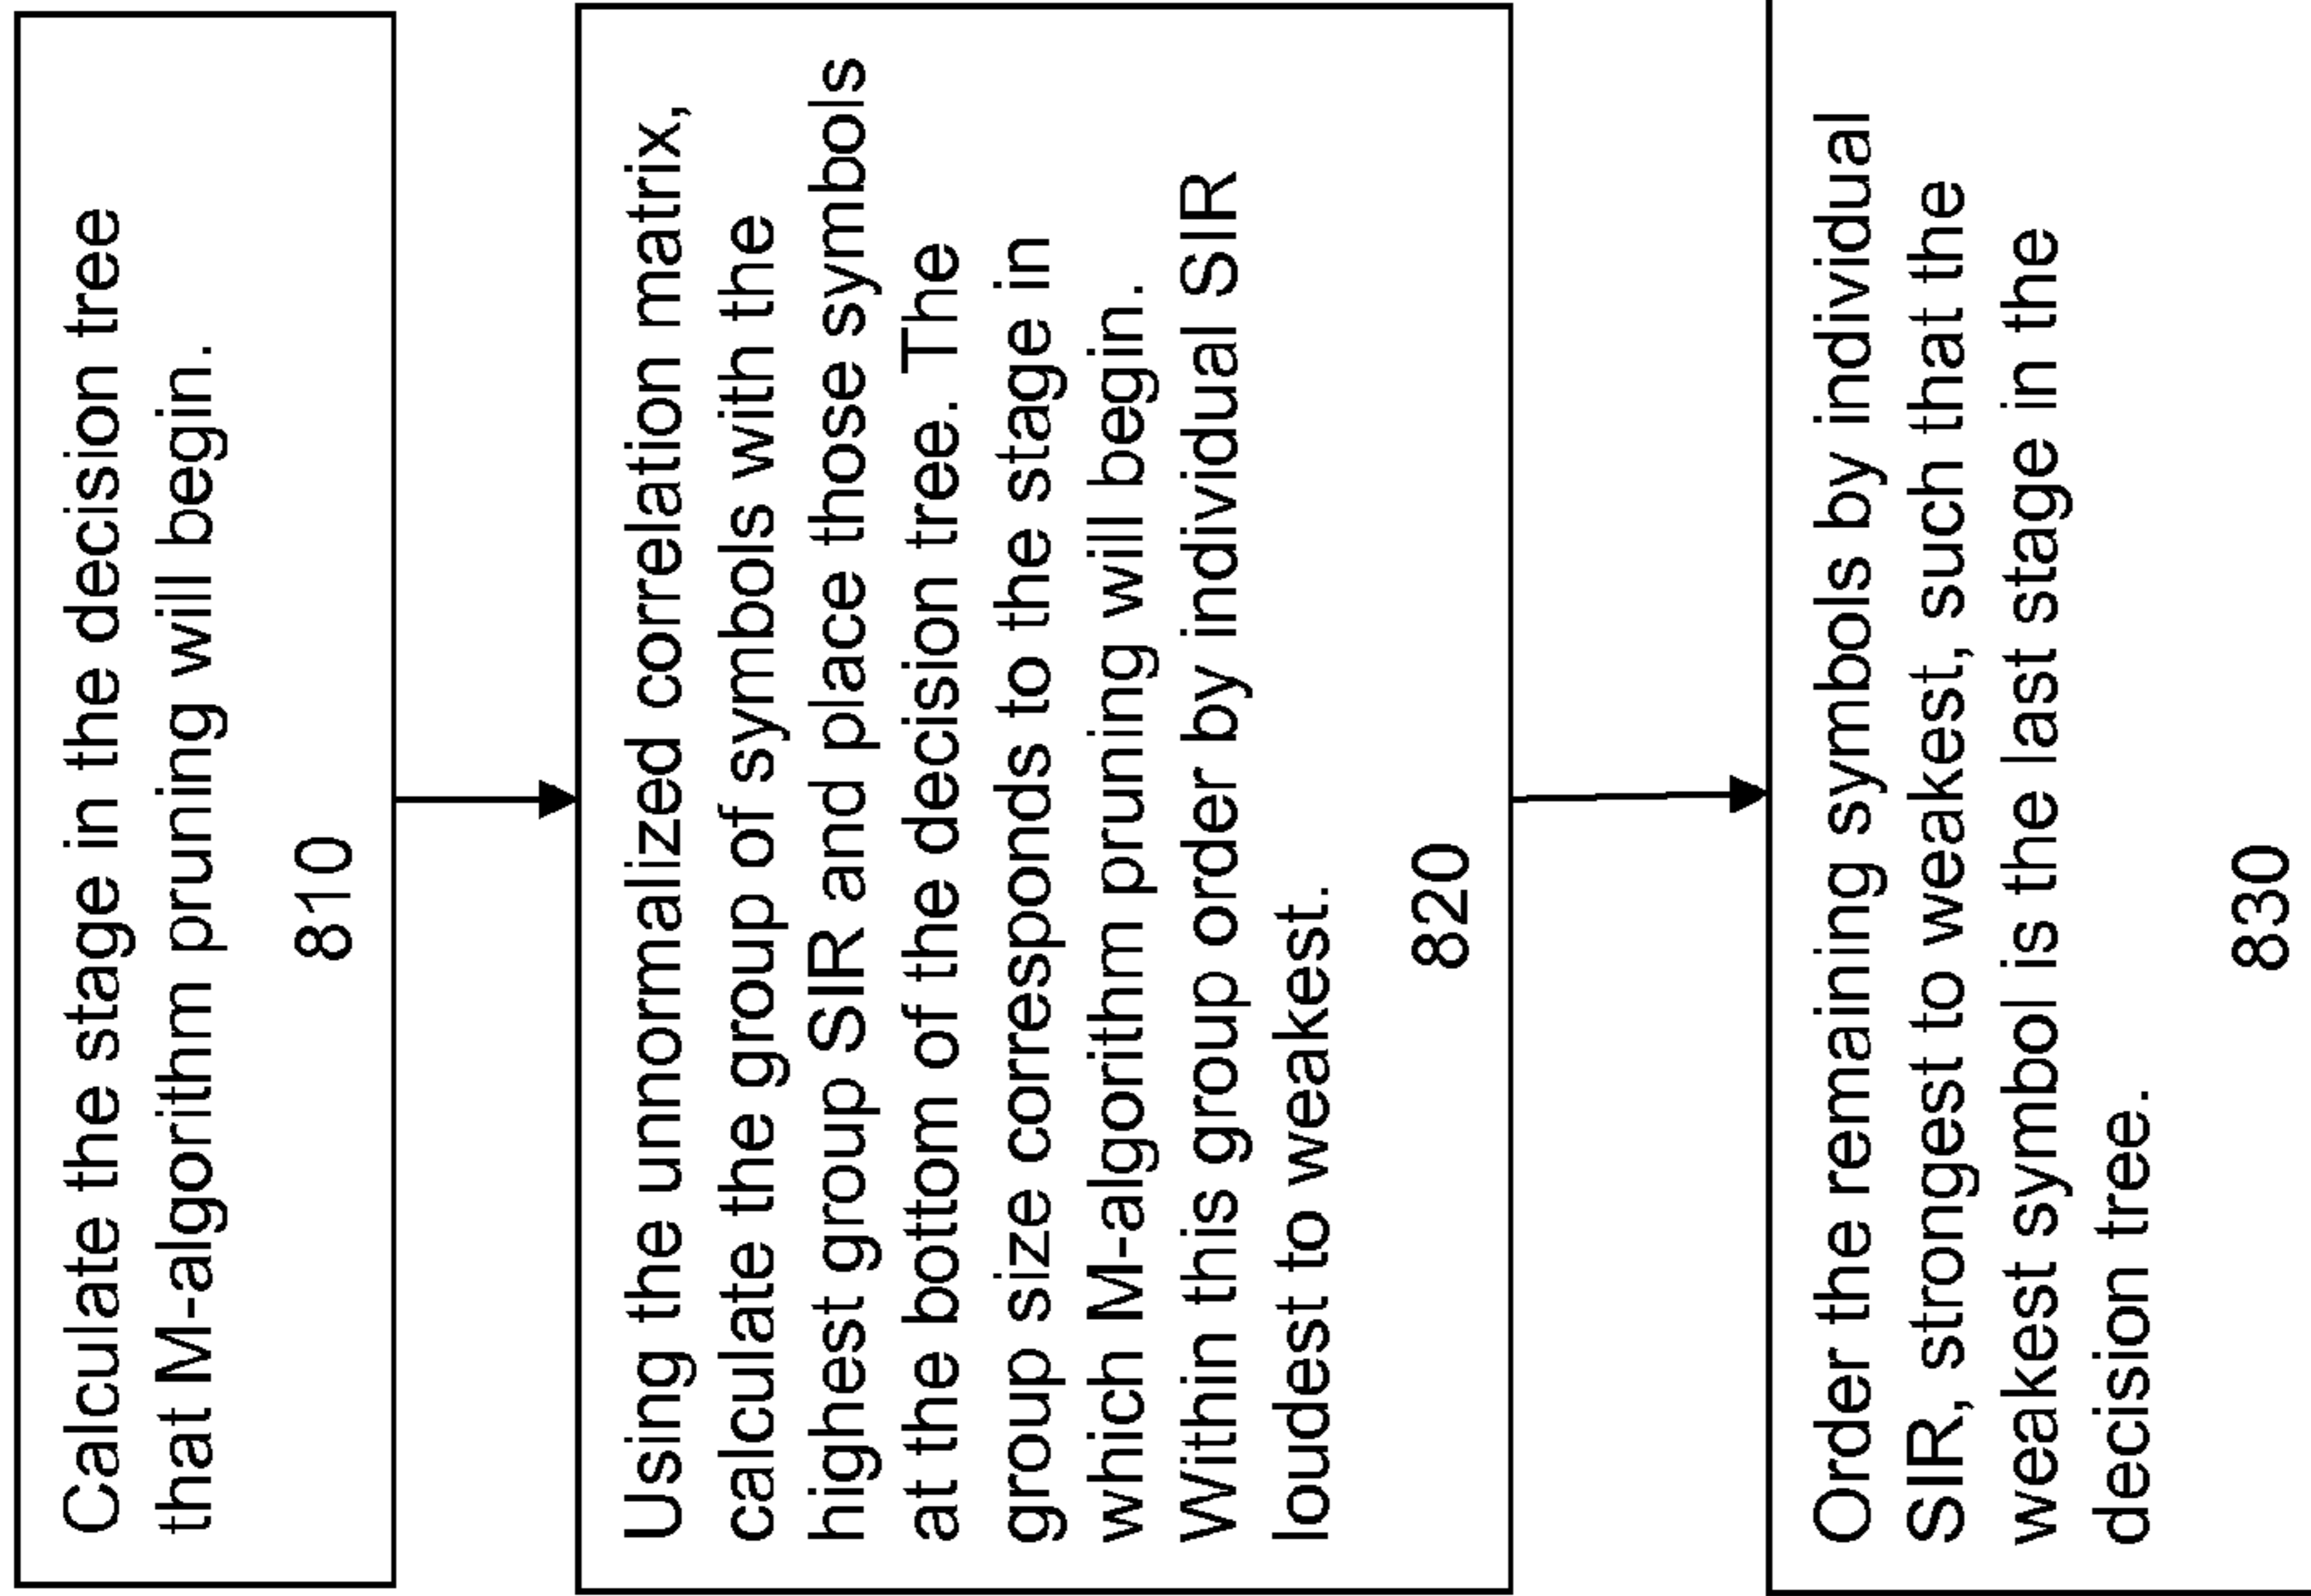 Calculate the stage in the decision tree
that M-algorithm pruning will begin.
810
Using the unnormalized correlation matrix,
calculate the group of symbols with the
highest group SIR and place those symbols
at the bottom of the decision tree. The
group size corresponds to the stage in
which M-algorithm pruning will begin.
Within this group order by individual SIR
loudest to weakest.
820
Order the remaining symbols by individual
SIR, strongest to weakest, such that the
weakest symbol is the last stage in the
decision tree.
830